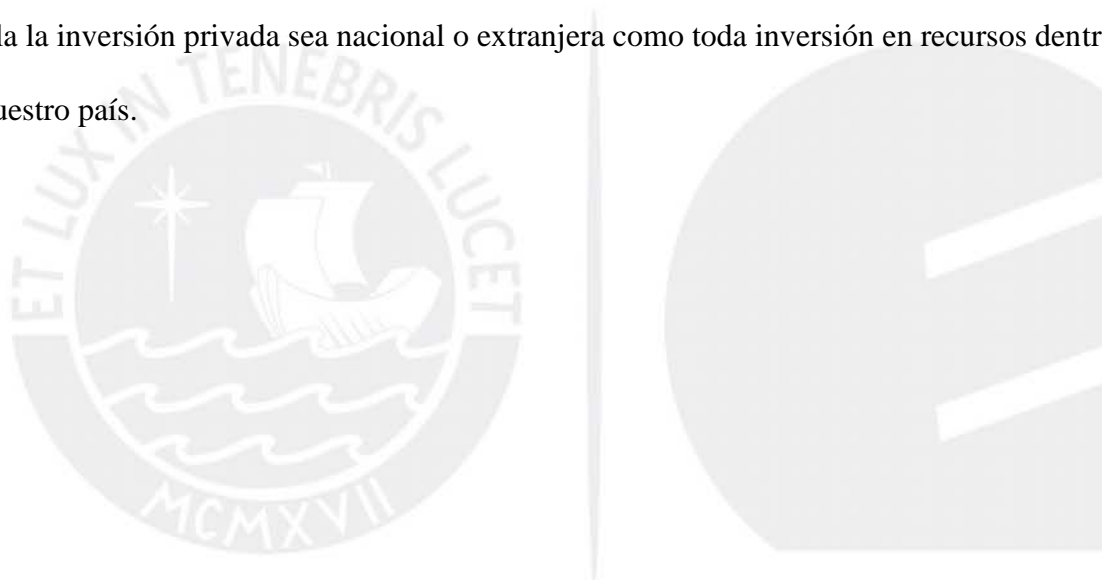 la la inversión privada sea nacional o extranjera como toda inversión en recursos dentr
uestro país.
ET LUX IN TENEBRIS LUCET
MCMXVII